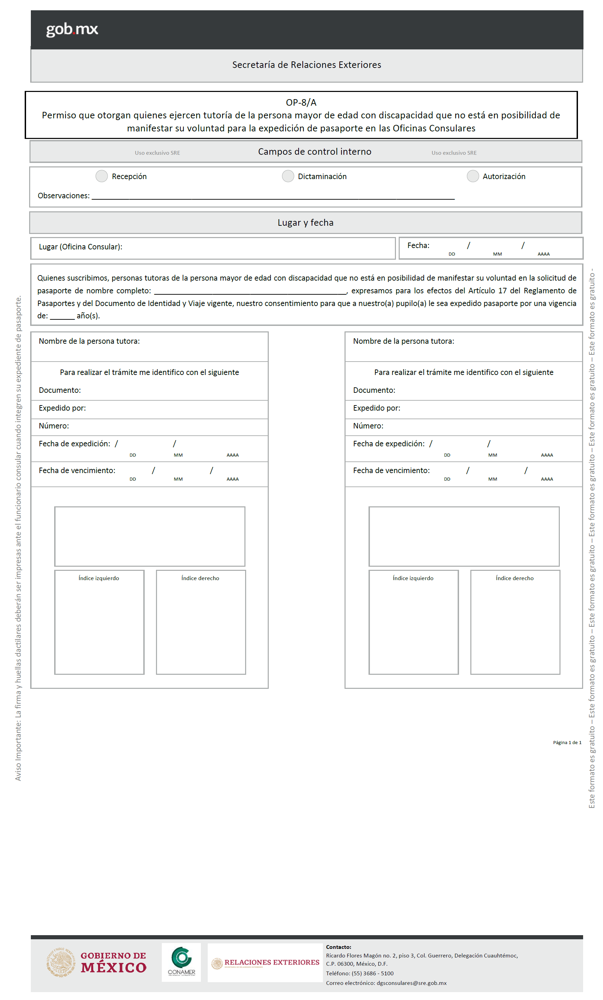 gob.mx
Secretaría de Relaciones Exteriores
OP-8/A
Permiso que otorgan quienes ejercen tutoría de la persona mayor de edad con discapacidad que no está en posibilidad de
manifestar su voluntad para la expedición de pasaporte en las Oficinas Consulares
Uso exclusivo SRE Campos de control interno Uso exclusivo SRE
Recepción Dictaminación Autorización
Observaciones:
Lugar y fecha
Lugar (Oficina Consular): Fecha: / /
DD MM AAAA
Quienes suscribimos, personas tutoras de la persona mayor de edad con discapacidad que no está en posibilidad de manifestar su voluntad en la solicitud de
pasaporte de nombre completo: ____, expresamos para los efectos del Artículo 17 del Reglamento de
Pasaportes y del Documento de Identidad y Viaje vigente, nuestro consentimiento para que a nuestro(a) pupilo(a) le sea expedido pasaporte por una vigencia
de: ____ año(s).
Nombre de la persona tutora:
Para realizar el trámite me identifico con el siguiente
Documento:
Expedido por:
Número:
Fecha de expedición: / /
DD MM AAAA
Fecha de vencimiento: / /
DD MM AAAA
Índice izquierdo Índice derecho
Nombre de la persona tutora:
Para realizar el trámite me identifico con el siguiente
Documento:
Expedido por:
Número:
Fecha de expedición: / /
DD MM AAAA
Fecha de vencimiento: / /
DD MM AAAA
Índice izquierdo Índice derecho
Aviso Importante: La firma y huellas dactilares deberán ser impresas ante el funcionario consular cuando integren su expediente de pasaporte.
Este formato es gratuito – Este formato es gratuito – Este formato es gratuito – Este formato es gratuito – Este formato es gratuito – Este formato es gratuito -
Página 1 de 1
GOBIERNO DE
MÉXICO
CONAMER
RELACIONES EXTERIORES
SECRETARÍA DE RELACIONES EXTERIORES
Contacto:
Ricardo Flores Magón no. 2, piso 3, Col. Guerrero, Delegación Cuauhtémoc,
C.P. 06300, México, D.F.
Teléfono: (55) 3686 - 5100
Correo electrónico: dgsconsulares@sre.gob.mx